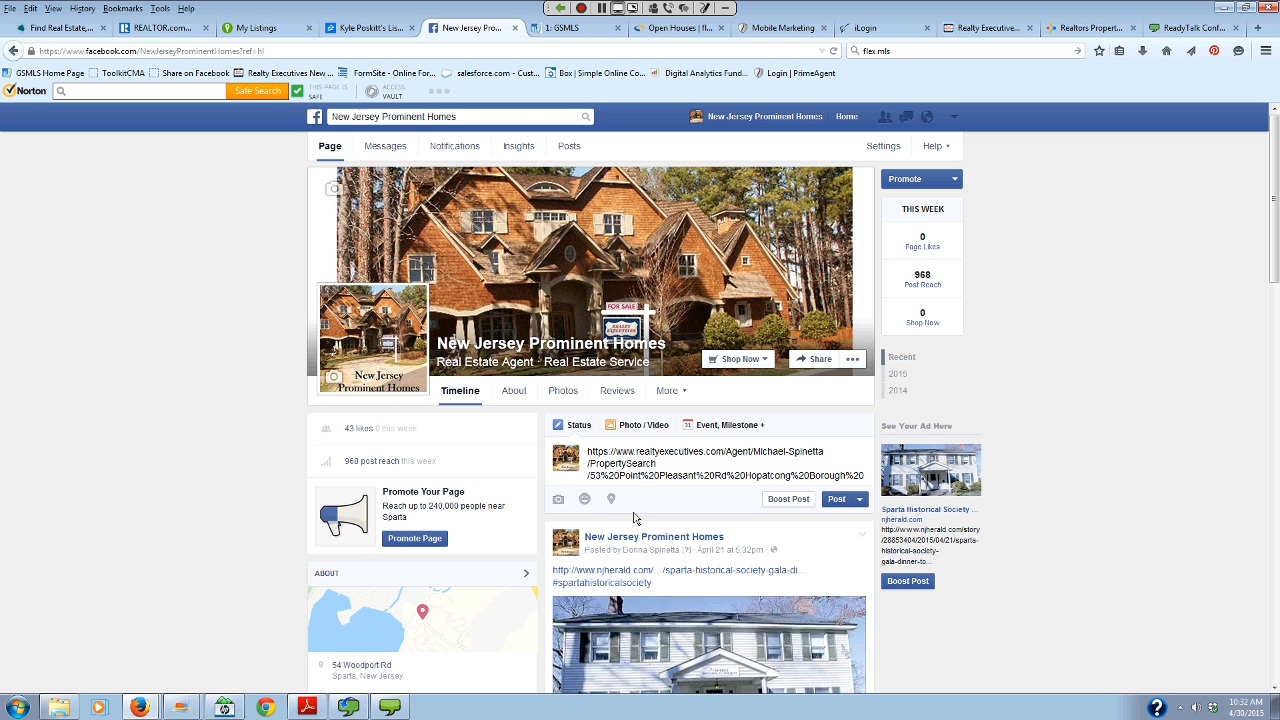 File Edit View History Bookmarks Tools Help
Find Real Estate,...
REALTORemory P...
My Listings
Kyle Peskitt's Lis...
New Jersey Pro...
1: GSMLS
Open Houses || fl...
Mobile Marketing
iLogin
Realty Executive...
Realtors Propert...
ReadyTalk Conf...
https://www.facebook.com/NewJerseyProminentHomes?ref=hl
flex mls
GSMLS Home Page
ToolkitCMA
Share on Facebook
Realty Executives New ...
FormSite - Online For...
salesforce.com - Cust...
Box | Simple Online Co...
Digital Analytics Fund...
Login | PrimeAgent
Norton
Safe Search
THIS PAGE IS
SAFE
ACCESS
VAULT
New Jersey Prominent Homes
New Jersey Prominent Homes
Home
Page Messages Notifications Insights Posts
Settings Help
Promote
THIS WEEK
0
Page Likes
968
Post Reach
0
Shop Now
FOR SALE
REALTY
EXECUTIVES
New Jersey
Prominent Homes
New Jersey Prominent Homes
Real Estate Agent · Real Estate Service
Shop Now
Share
Timeline About Photos Reviews More
Recent
2015
2014
43 likes 0 this week
968 post reach this week
Promote Your Page
Reach up to 240,000 people near
Sparta
Promote Page
ABOUT
54 Woodport Rd
Sparta, New Jersey
Status Photo / Video 31 Event, Milestone +
https://www.realtyexecutives.com/Agent/Michael-Spinetta
/PropertySearch
/53%20Point%20Pleasant%20Rd%20Hopatcong%20Borough%20
Boost Post
Post
New Jersey Prominent Homes
Posted by Donna Spinetta [?] · April 21 at 5:32pm ·
http://www.njherald.com/.../sparta-historical-society-gala-di...
#spartahistoricalsociety
See Your Ad Here
Sparta Historical Society ...
njherald.com
http://www.njherald.com/story
/28853404/2015/04/21/sparta-
historical-society-
gala-dinner-to...
Boost Post
10:32 AM
4/30/2015